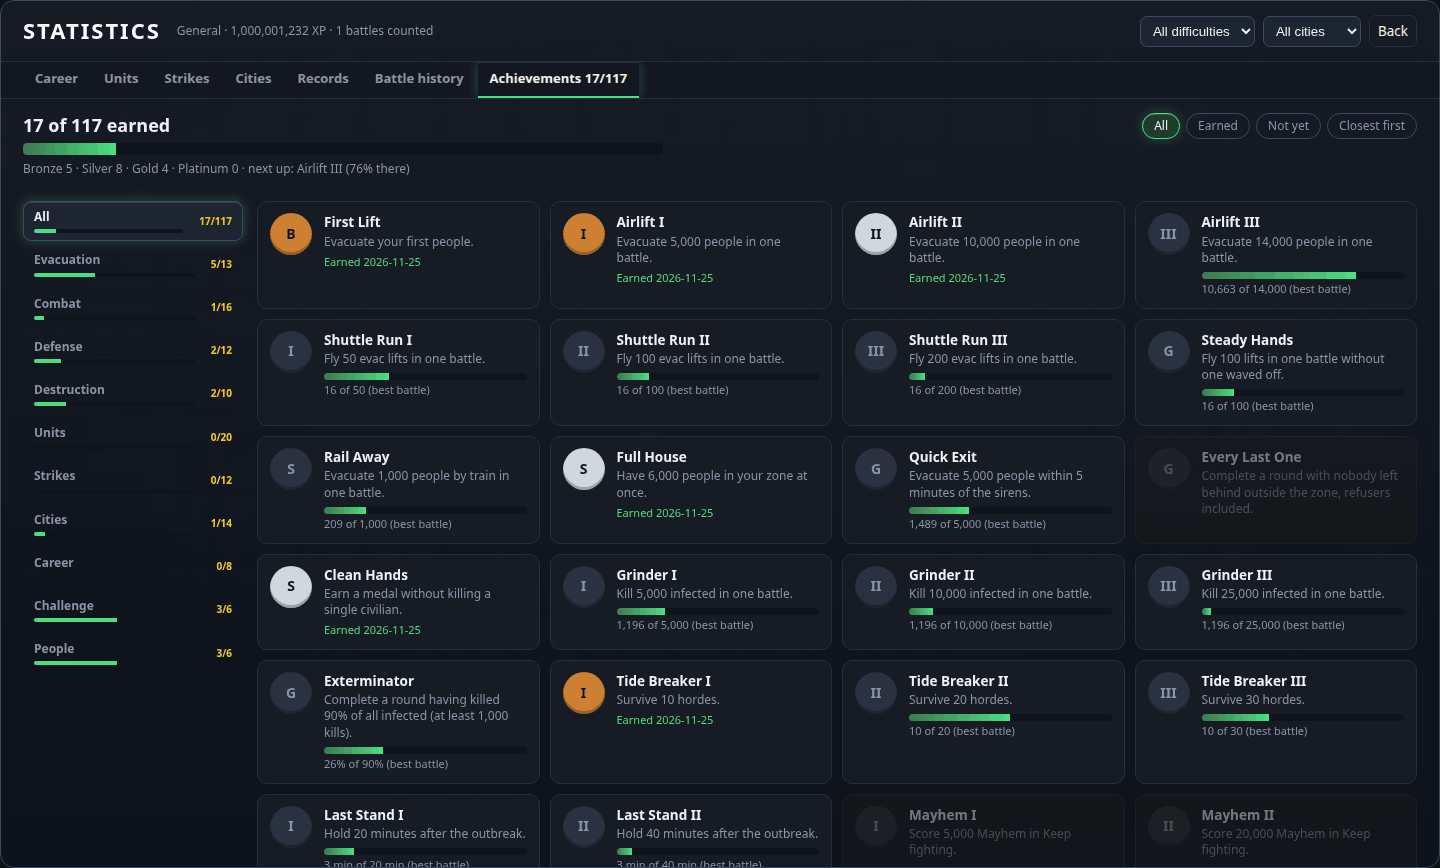 STATISTICS
General · 1,000,001,232 XP · 1 battles counted
All difficulties
All cities
Back
Career
Units
Strikes
Cities
Records
Battle history
Achievements 17/117
17 of 117 earned
All
Earned
Not yet
Closest first
Bronze 5 · Silver 8 · Gold 4 · Platinum 0 · next up: Airlift III (76% there)
All
17/117
Evacuation
5/13
Combat
1/16
Defense
2/12
Destruction
2/10
Units
0/20
Strikes
0/12
Cities
1/14
Career
0/8
Challenge
3/6
People
3/6
B
First Lift
Evacuate your first people.
Earned 2026-11-25
I
Airlift I
Evacuate 5,000 people in one
battle.
Earned 2026-11-25
II
Airlift II
Evacuate 10,000 people in one
battle.
Earned 2026-11-25
III
Airlift III
Evacuate 14,000 people in one
battle.
10,663 of 14,000 (best battle)
I
Shuttle Run I
Fly 50 evac lifts in one battle.
16 of 50 (best battle)
II
Shuttle Run II
Fly 100 evac lifts in one battle.
16 of 100 (best battle)
III
Shuttle Run III
Fly 200 evac lifts in one battle.
16 of 200 (best battle)
G
Steady Hands
Fly 100 lifts in one battle without
one waved off.
16 of 100 (best battle)
S
Rail Away
Evacuate 1,000 people by train in
one battle.
209 of 1,000 (best battle)
S
Full House
Have 6,000 people in your zone at
once.
Earned 2026-11-25
G
Quick Exit
Evacuate 5,000 people within 5
minutes of the sirens.
1,489 of 5,000 (best battle)
G
Every Last One
Complete a round with nobody left
behind outside the zone, refusers
included.
S
Clean Hands
Earn a medal without killing a
single civilian.
Earned 2026-11-25
I
Grinder I
Kill 5,000 infected in one battle.
1,196 of 5,000 (best battle)
II
Grinder II
Kill 10,000 infected in one battle.
1,196 of 10,000 (best battle)
III
Grinder III
Kill 25,000 infected in one battle.
1,196 of 25,000 (best battle)
G
Exterminator
Complete a round having killed
90% of all infected (at least 1,000
kills).
26% of 90% (best battle)
I
Tide Breaker I
Survive 10 hordes.
Earned 2026-11-25
II
Tide Breaker II
Survive 20 hordes.
10 of 20 (best battle)
III
Tide Breaker III
Survive 30 hordes.
10 of 30 (best battle)
I
Last Stand I
Hold 20 minutes after the outbreak.
3 min of 20 min (best battle)
II
Last Stand II
Hold 40 minutes after the outbreak.
3 min of 40 min (best battle)
I
Mayhem I
Score 5,000 Mayhem in Keep
fighting.
II
Mayhem II
Score 20,000 Mayhem in Keep
fighting.